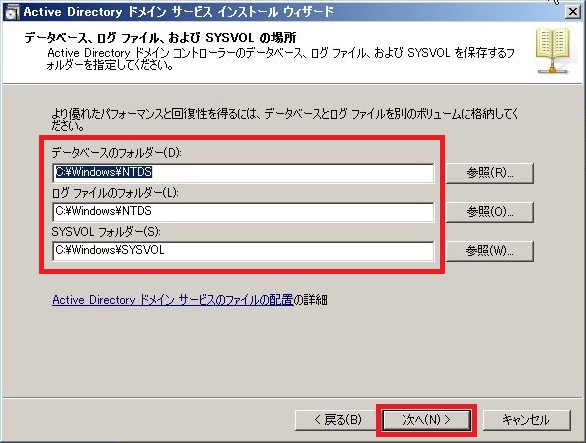 Active Directory ドメイン サービス インストール ウィザード
データベース、ログ ファイル、および SYSVOL の場所
Active Directory ドメイン コントローラーのデータベース、ログ ファイル、および SYSVOL を保存するフ
ォルダーを指定してください。
より優れたパフォーマンスと回復性を得るには、データベースとログ ファイルを別のボリュームに格納してく
ださい。
データベースのフォルダー(D):
C:¥Windows¥NTDS
参照(R)...
ログ ファイルのフォルダー(L):
C:¥Windows¥NTDS
参照(O)...
SYSVOL フォルダー(S):
C:¥Windows¥SYSVOL
参照(W)...
Active Directory ドメイン サービスのファイルの配置の詳細
< 戻る(B)
次へ(N) >
キャンセル